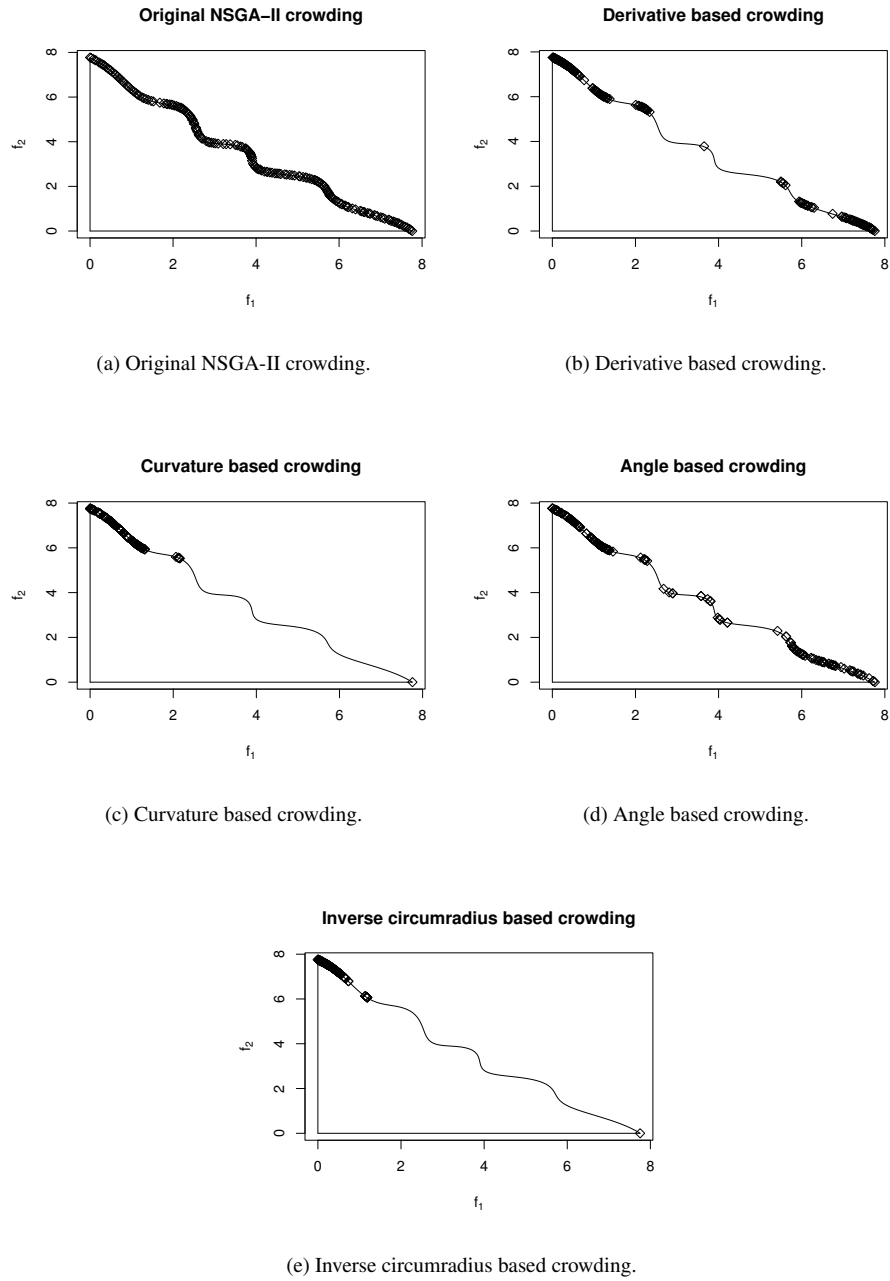 Original NSGA−II crowding
8
6
4
2
0
f2
0 2 4 6 8
f1
(a) Original NSGA-II crowding.
Derivative based crowding
8
6
4
2
0
f2
0 2 4 6 8
f1
(b) Derivative based crowding.
Curvature based crowding
8
6
4
2
0
f2
0 2 4 6 8
f1
(c) Curvature based crowding.
Angle based crowding
8
6
4
2
0
f2
0 2 4 6 8
f1
(d) Angle based crowding.
Inverse circumradius based crowding
8
6
4
2
0
f2
0 2 4 6 8
f1
(e) Inverse circumradius based crowding.